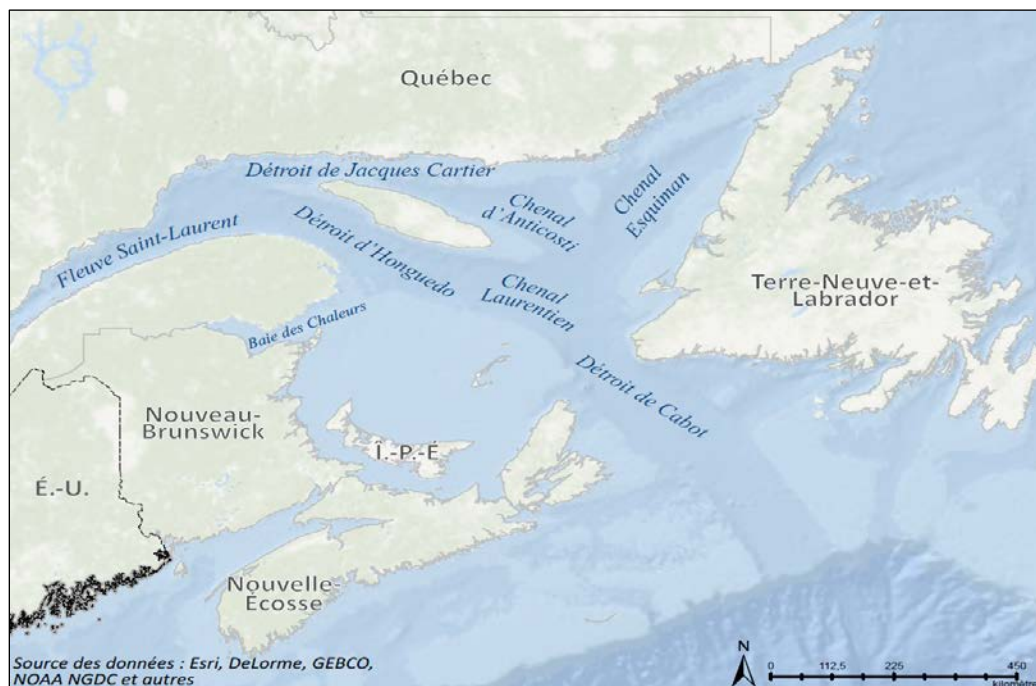 Québec
Détroit de Jacques Cartier
Chenal
d'Anticosti
Chenal
Esquiman
Fleuve Saint-Laurent
Détroit d'Honguedo
Chenal
Laurentien
Terre-Neuve-et-
Labrador
Baie des Chaleurs
Détroit de Cabot
Nouveau-
Brunswick
Î.-P.-É
É.-U.
Nouvelle-
Écosse
Source des données : Esri, DeLorme, GEBCO,
NOAA NGDC et autres
N
0 112,5 225 450